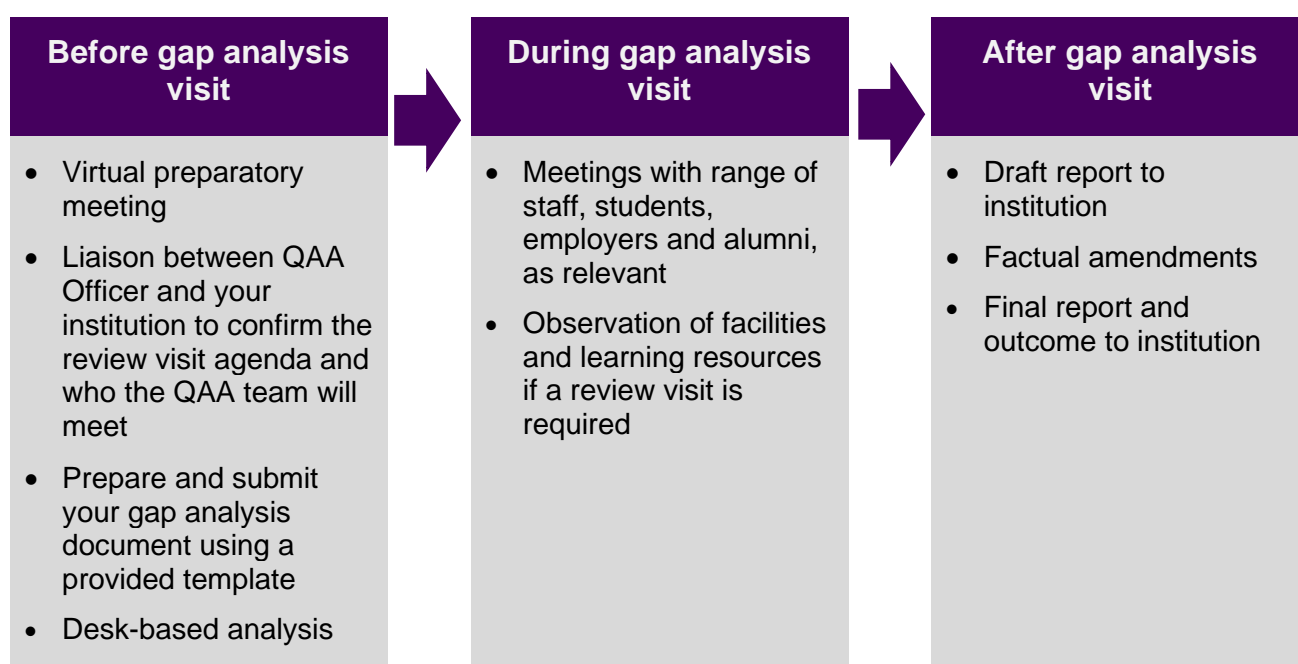 Before gap analysis
visit
• Virtual preparatory
meeting
• Liaison between QAA
Officer and your
institution to confirm the
review visit agenda and
who the QAA team will
meet
• Prepare and submit
your gap analysis
document using a
provided template
• Desk-based analysis
During gap analysis
visit
• Meetings with range of
staff, students,
employers and alumni,
as relevant
• Observation of facilities
and learning resources
if a review visit is
required
After gap analysis
visit
• Draft report to
institution
• Factual amendments
• Final report and
outcome to institution